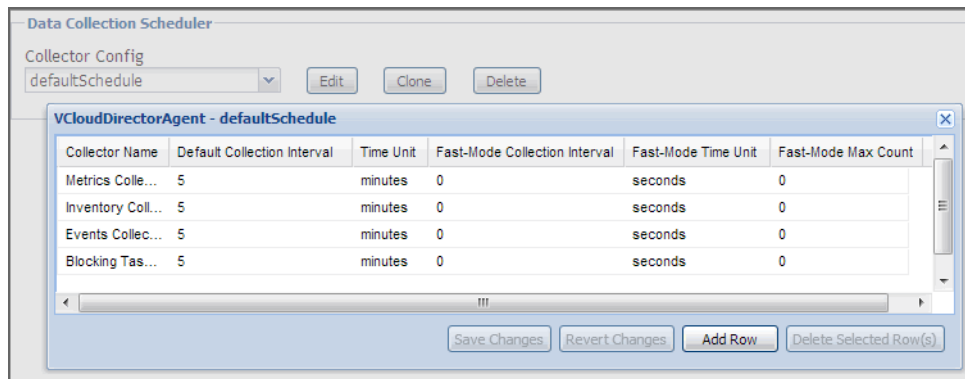 Data Collection Scheduler
Collector Config
defaultSchedule Edit Clone Delete
VCloudDirectorAgent - defaultSchedule
Collector Name Default Collection Interval Time Unit Fast-Mode Collection Interval Fast-Mode Time Unit Fast-Mode Max Count
Metrics Colle... 5 minutes 0 seconds 0
Inventory Coll... 5 minutes 0 seconds 0
Events Collec... 5 minutes 0 seconds 0
Blocking Tas... 5 minutes 0 seconds 0
Save Changes Revert Changes Add Row Delete Selected Row(s)